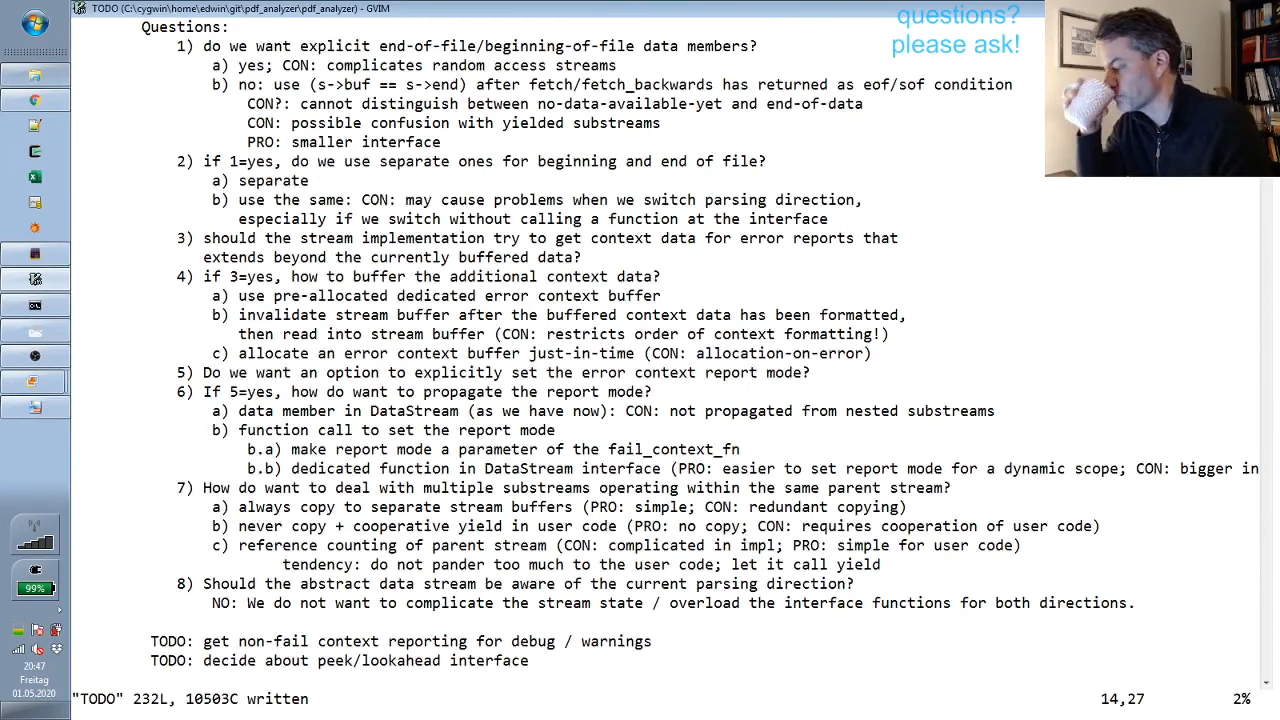 TODO (C:\cygwin\home\edwin\git\pdf_analyzer\pdf_analyzer) - GVIM
questions?
please ask!
Questions:
1) do we want explicit end-of-file/beginning-of-file data members?
a) yes; CON: complicates random access streams
b) no: use (s->buf == s->end) after fetch/fetch_backwards has returned as eof/sof condition
CON?: cannot distinguish between no-data-available-yet and end-of-data
CON: possible confusion with yielded substreams
PRO: smaller interface
2) if 1=yes, do we use separate ones for beginning and end of file?
a) separate
b) use the same: CON: may cause problems when we switch parsing direction,
especially if we switch without calling a function at the interface
3) should the stream implementation try to get context data for error reports that
extends beyond the currently buffered data?
4) if 3=yes, how to buffer the additional context data?
a) use pre-allocated dedicated error context buffer
b) invalidate stream buffer after the buffered context data has been formatted,
then read into stream buffer (CON: restricts order of context formatting!)
c) allocate an error context buffer just-in-time (CON: allocation-on-error)
5) Do we want an option to explicitly set the error context report mode?
6) If 5=yes, how do want to propagate the report mode?
a) data member in DataStream (as we have now): CON: not propagated from nested substreams
b) function call to set the report mode
b.a) make report mode a parameter of the fail_context_fn
b.b) dedicated function in DataStream interface (PRO: easier to set report mode for a dynamic scope; CON: bigger in
7) How do want to deal with multiple substreams operating within the same parent stream?
a) always copy to separate stream buffers (PRO: simple; CON: redundant copying)
b) never copy + cooperative yield in user code (PRO: no copy; CON: requires cooperation of user code)
c) reference counting of parent stream (CON: complicated in impl; PRO: simple for user code)
tendency: do not pander too much to the user code; let it call yield
8) Should the abstract data stream be aware of the current parsing direction?
NO: We do not want to complicate the stream state / overload the interface functions for both directions.
TODO: get non-fail context reporting for debug / warnings
TODO: decide about peek/lookahead interface
"TODO" 232L, 10503C written
14,27
2%
99%
20:47
Freitag
01.05.2020